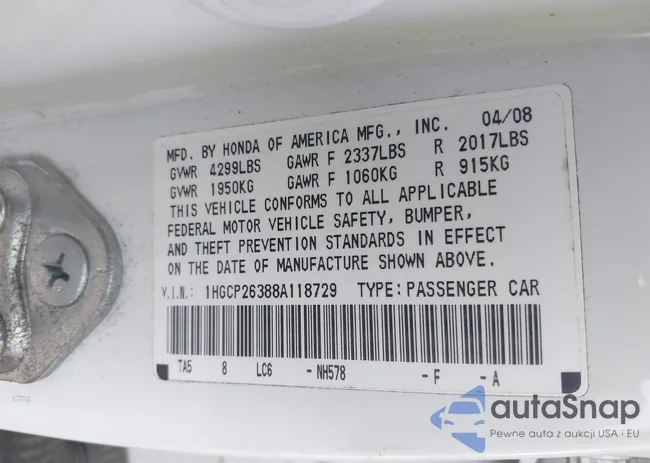 04/08
MFD. BY HONDA OF AMERICA MFG., INC.
GVWR 4299LBS GAWR F 2337LBS R 2017LBS
GVWR 1950KG GAWR F 1060KG R 915KG
THIS VEHICLE CONFORMS TO ALL APPLICABLE
FEDERAL MOTOR VEHICLE SAFETY, BUMPER,
AND THEFT PREVENTION STANDARDS IN EFFECT
ON THE DATE OF MANUFACTURE SHOWN ABOVE.
V.I.N.: 1HGCP26388A118729 TYPE: PASSENGER CAR
TA5 8 LC6 -NH578 -F -A
autaSnap
Pewne auta z aukcji USA i EU